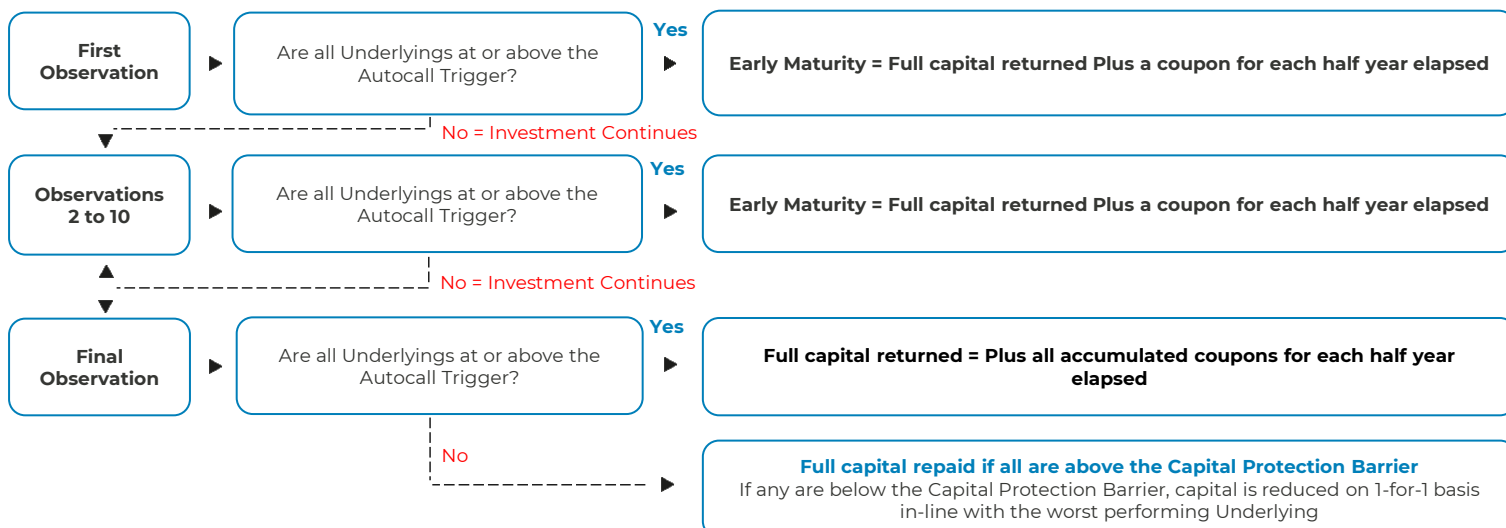 First
Observation
Are all Underlyings at or above the
Autocall Trigger?
Yes
Early Maturity = Full capital returned Plus a coupon for each half year elapsed
No = Investment Continues
Observations
2 to 10
Are all Underlyings at or above the
Autocall Trigger?
Yes
Early Maturity = Full capital returned Plus a coupon for each half year elapsed
No = Investment Continues
Final
Observation
Are all Underlyings at or above the
Autocall Trigger?
Yes
Full capital returned = Plus all accumulated coupons for each half year
elapsed
No
Full capital repaid if all are above the Capital Protection Barrier
If any are below the Capital Protection Barrier, capital is reduced on 1-for-1 basis
in-line with the worst performing Underlying